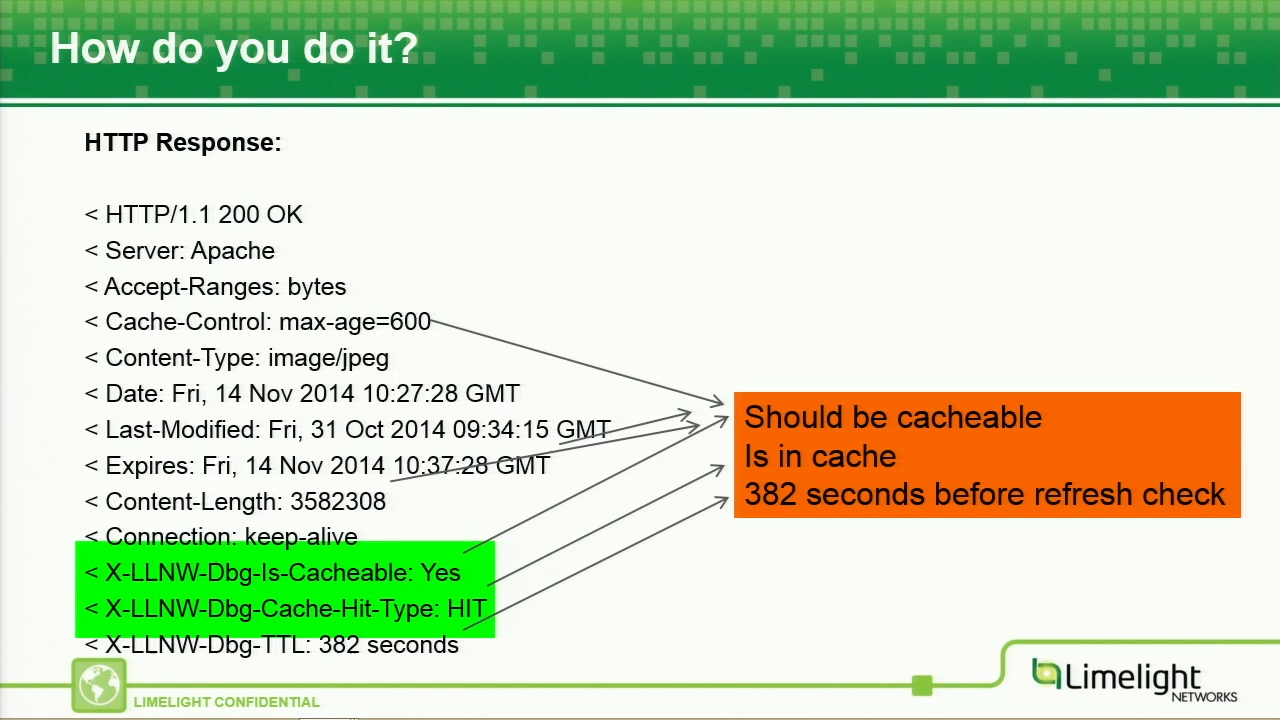 How do you do it?
HTTP Response:
< HTTP/1.1 200 OK
< Server: Apache
< Accept-Ranges: bytes
< Cache-Control: max-age=600
< Content-Type: image/jpeg
< Date: Fri, 14 Nov 2014 10:27:28 GMT
< Last-Modified: Fri, 31 Oct 2014 09:34:15 GMT
< Expires: Fri, 14 Nov 2014 10:37:28 GMT
< Content-Length: 3582308
< Connection: keep-alive
< X-LLNW-Dbg-Is-Cacheable: Yes
< X-LLNW-Dbg-Cache-Hit-Type: HIT
< X-LLNW-Dbg-TTL: 382 seconds
Should be cacheable
Is in cache
382 seconds before refresh check
LIMELIGHT CONFIDENTIAL
Limelight
NETWORKS